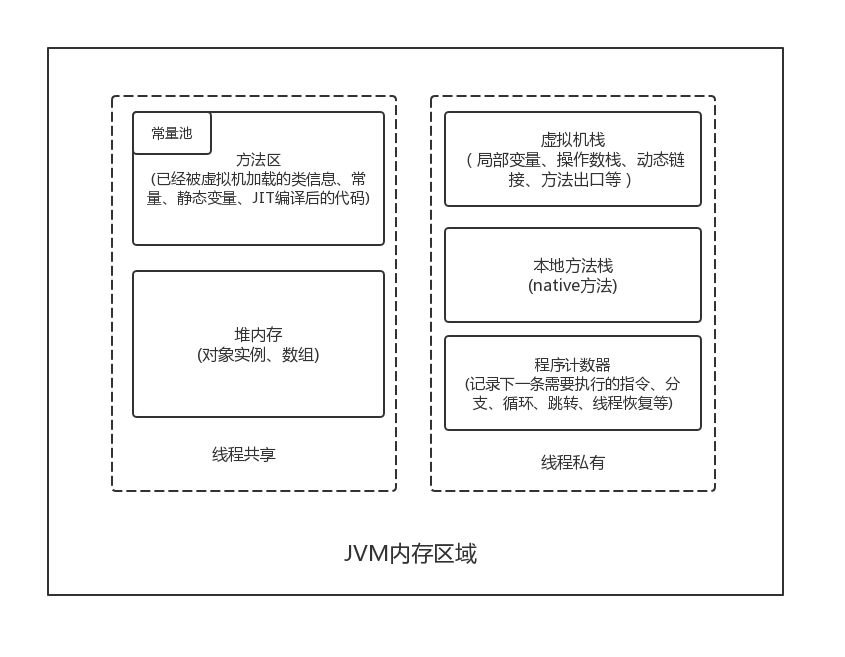 常量池
方法区
(已经被虚拟机加载的类信息、常
量、静态变量、JIT编译后的代码)
堆内存
(对象实例、数组)
线程共享
虚拟机栈
（局部变量、操作数栈、动态链
接、方法出口等）
本地方法栈
(native方法)
程序计数器
(记录下一条需要执行的指令、分
支、循环、跳转、线程恢复等)
线程私有
JVM内存区域